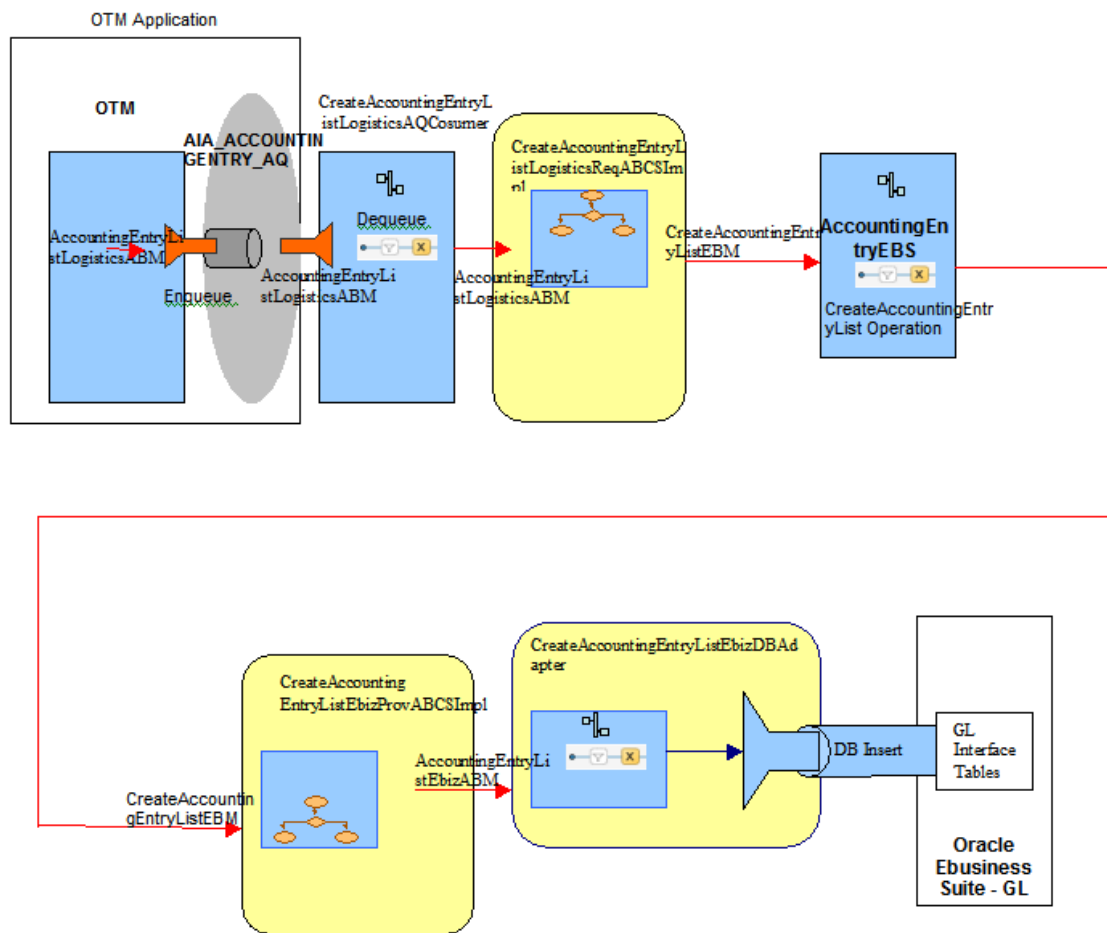 OTM Application
OTM
AIA_ACCOUNTIN
GENTRY_AQ
AccountingEntryLi
stLogisticsABM
Enqueue
AccountingEntryLi
stLogisticsABM
CreateAccountingEntryL
istLogisticsAQCosumer
Dequeue
X
AccountingEntryLi
stLogisticsABM
CreateAccountingEntryL
istLogisticsReqABCSIm
pl
CreateAccountingEntr
yListEBM
AccountingEn
tryEBS
X
CreateAccountingEntr
yList Operation
CreateAccountin
gEntryListEBM
CreateAccounting
EntryListEbizProvABCSImpl
AccountingEntryLi
stEbizABM
CreateAccountingEntryListEbizDBAd
apter
X
DB Insert
GL
Interface
Tables
Oracle
Ebusiness
Suite - GL